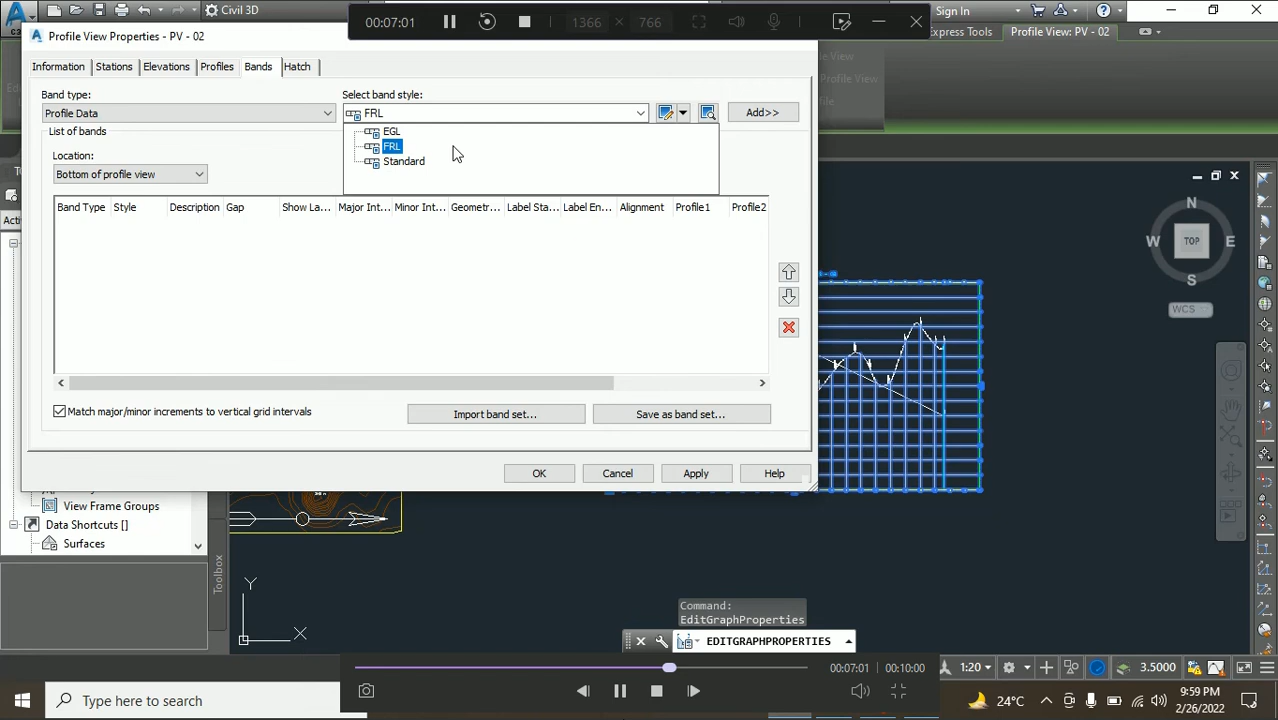 Civil 3D
00:07:01
1366 × 766
Sign In
Profile View Properties - PV - 02
Express Tools
Profile View: PV - 02
Information
Stations
Elevations
Profiles
Bands
Hatch
Band type:
Select band style:
Profile Data
FRL
Add>>
EGL
FRL
Standard
List of bands
Location:
Bottom of profile view
Band Type Style Description Gap Show La... Major Int... Minor Int... Geometr... Label Sta... Label En... Alignment Profile1 Profile2
Match major/minor increments to vertical grid intervals
Import band set...
Save as band set...
OK
Cancel
Apply
Help
N
W TOP E
S
WCS
View Frame Groups
Data Shortcuts []
Surfaces
Toolbox
Y
X
Command:
EditGraphProperties
EDITGRAPHPROPERTIES
1:20
3.5000
00:07:01
00:10:00
Type here to search
24°C
9:59 PM
2/26/2022